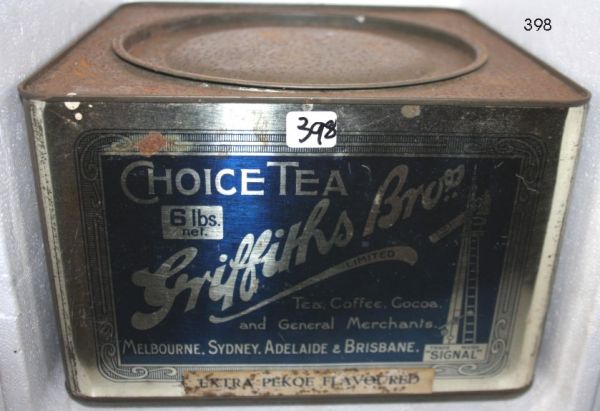 398
398
CHOICE TEA
6 lbs.
net.
Griffiths Bros
LIMITED
Tea, Coffee, Cocoa,
and General Merchants.
MELBOURNE, SYDNEY, ADELAIDE & BRISBANE.
"SIGNAL"
EXTRA PEKOE FLAVOURED